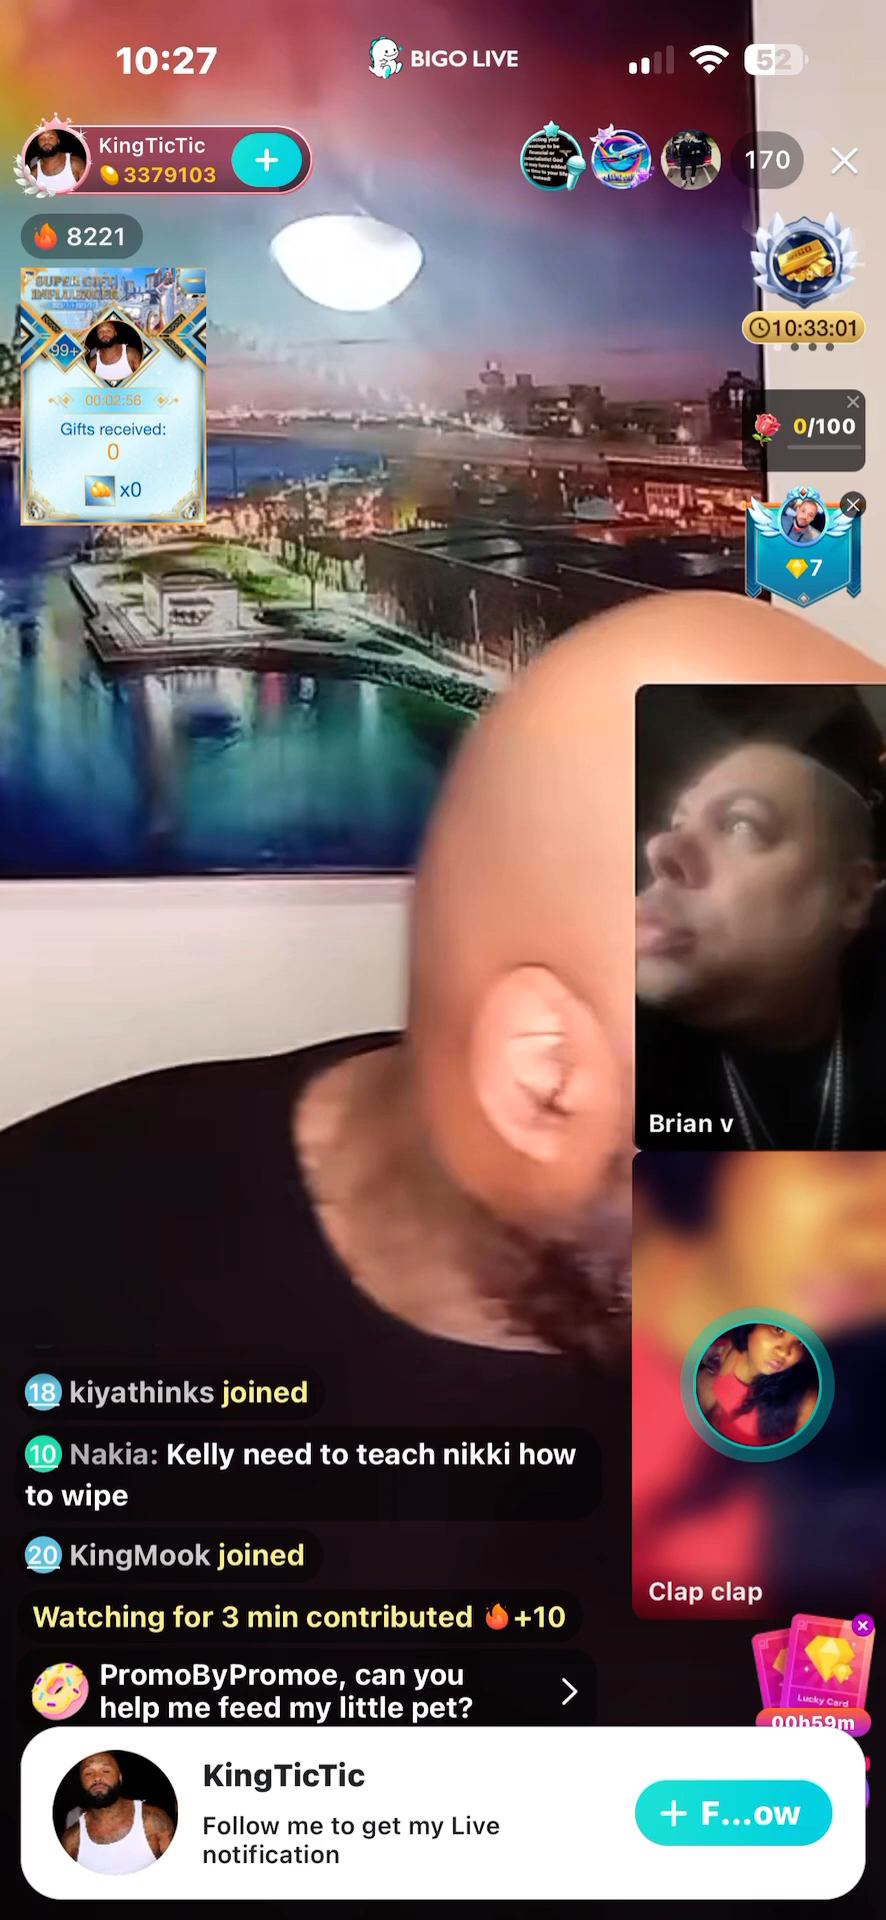 10:27
BIGO LIVE
52
KingTicTic
3379103
170
8221
SUPER GIFT
INFLUENCER
99+
00:02:56
Gifts received:
0
x0
10:33:01
0/100
7
Brian v
18 kiyathinks joined
10 Nakia: Kelly need to teach nikki how
to wipe
20 KingMook joined
Clap clap
Watching for 3 min contributed +10
PromoByPromoe, can you
help me feed my little pet?
Lucky Card
00h59m
KingTicTic
Follow me to get my Live
notification
+ F...ow